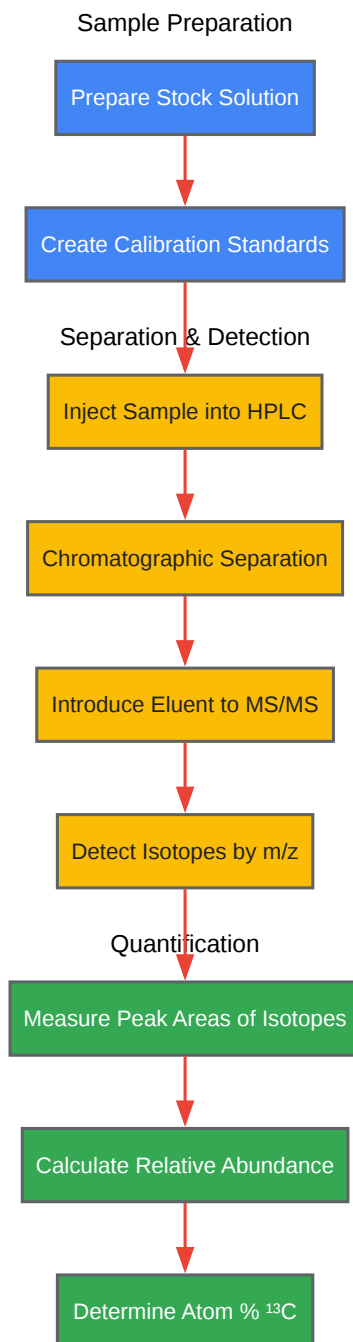 Sample Preparation
Prepare Stock Solution
Create Calibration Standards
Separation & Detection
Inject Sample into HPLC
Chromatographic Separation
Introduce Eluent to MS/MS
Detect Isotopes by m/z
Quantification
Measure Peak Areas of Isotopes
Calculate Relative Abundance
Determine Atom % ¹³C